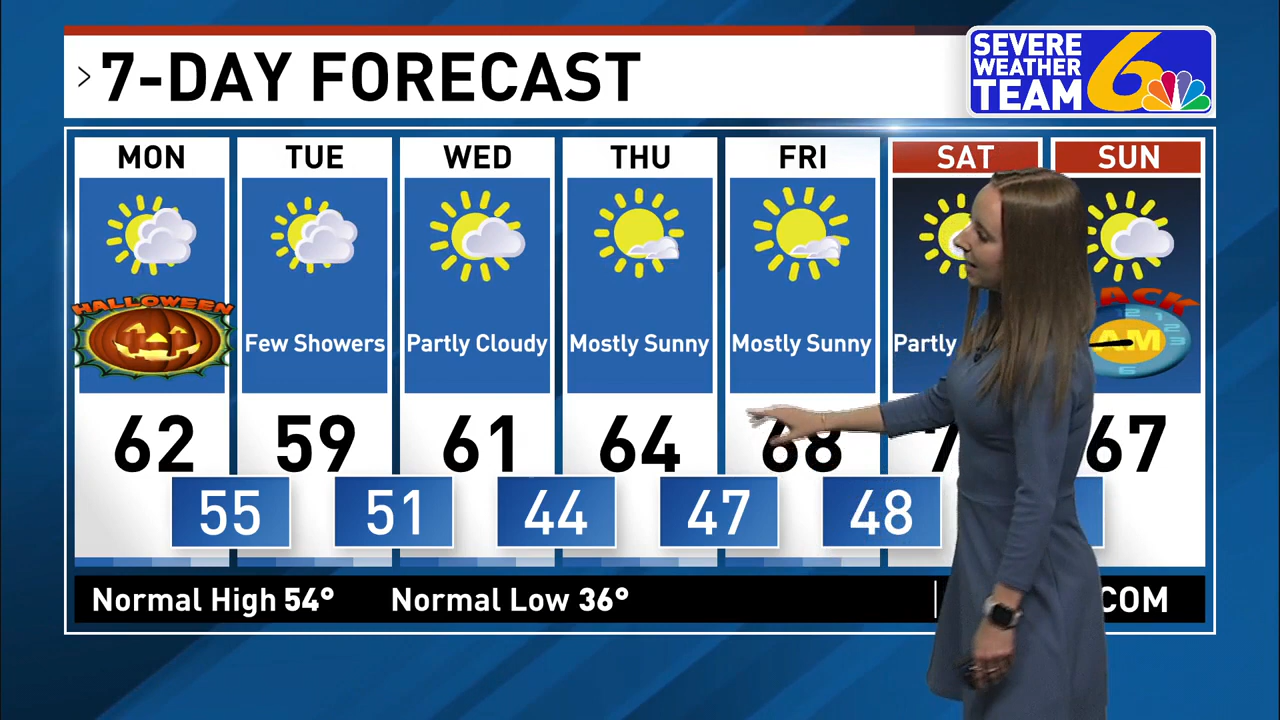 7-DAY FORECAST
SEVERE
WEATHER
TEAM
6
MON
TUE
WED
THU
FRI
SAT
SUN
HALLOWEEN
Few Showers
Partly Cloudy
Mostly Sunny
Mostly Sunny
Partly
ACK
AM
62
59
61
64
68
7
67
55
51
44
47
48
Normal High 54°
Normal Low 36°
COM